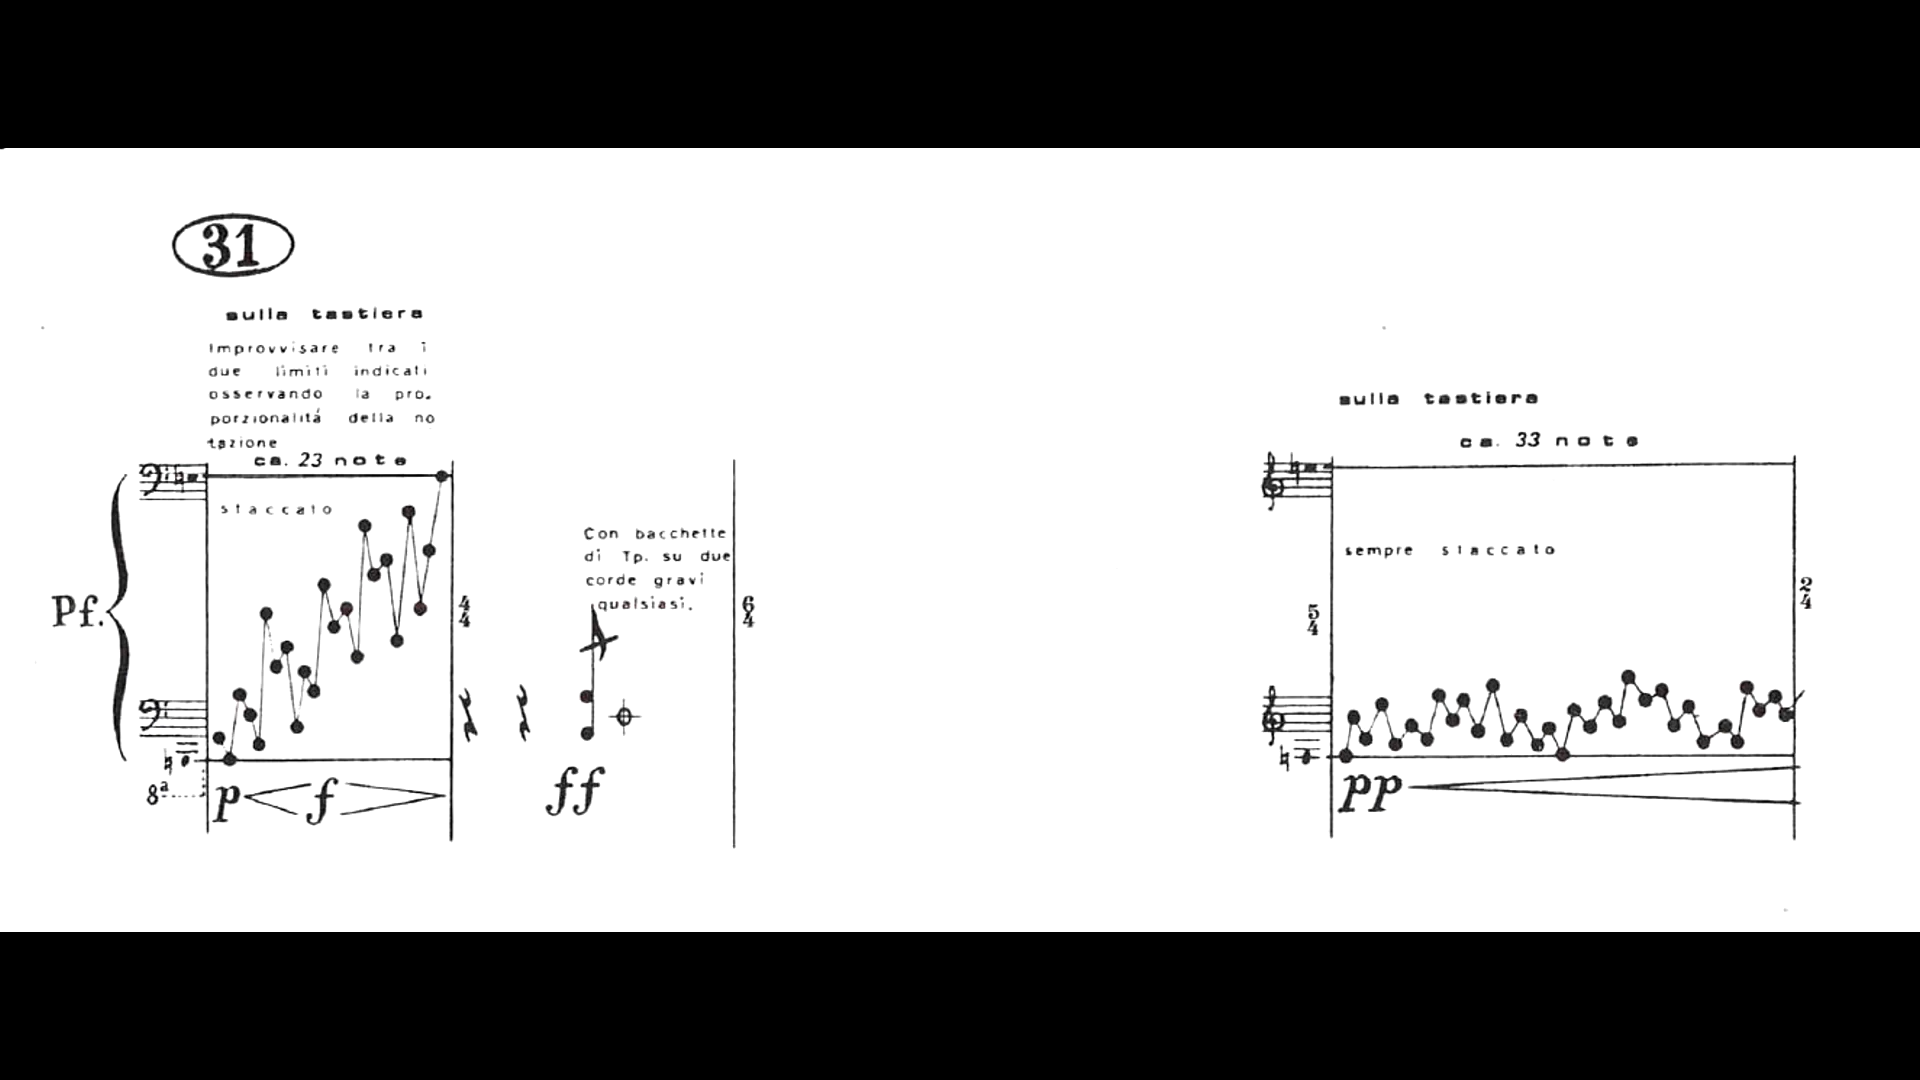 31
sulla tastiera
Improvvisare tra i
due limiti indicati
osservando la pro.
porzionalitá della no
tazione
ca. 23 note
staccato
Pf.
8ª
p f
4
4
Con bacchette
di Tp. su due
corde gravi
qualsiasi.
ff
6
4
sulla tastiera
ca. 33 note
sempre staccato
5
4
pp
2
4